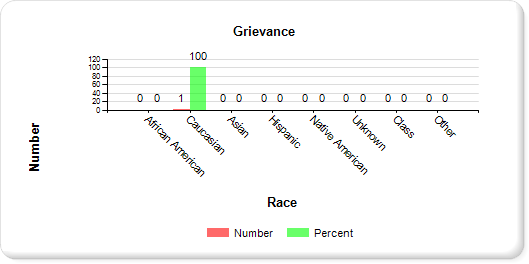 Grievance
Number
120
100
80
60
40
20
0
100
0 0 1 0 0 0 0 0 0 0 0 0 0 0 0
African American
Caucasian
Asian
Hispanic
Native American
Unknown
Class
Other
Race
Number Percent